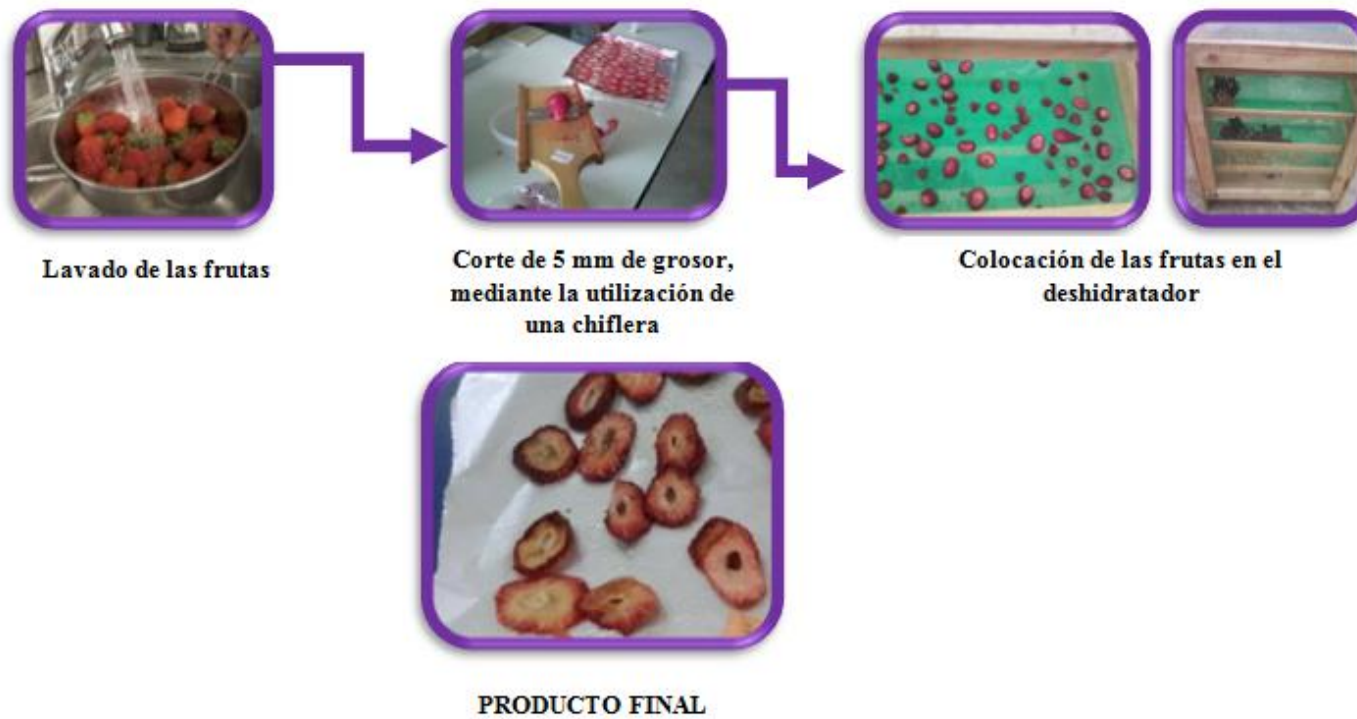 Lavado de las frutas
Corte de 5 mm de grosor,
mediante la utilización de
una chiflera
Colocación de las frutas en el
deshidratador
PRODUCTO FINAL